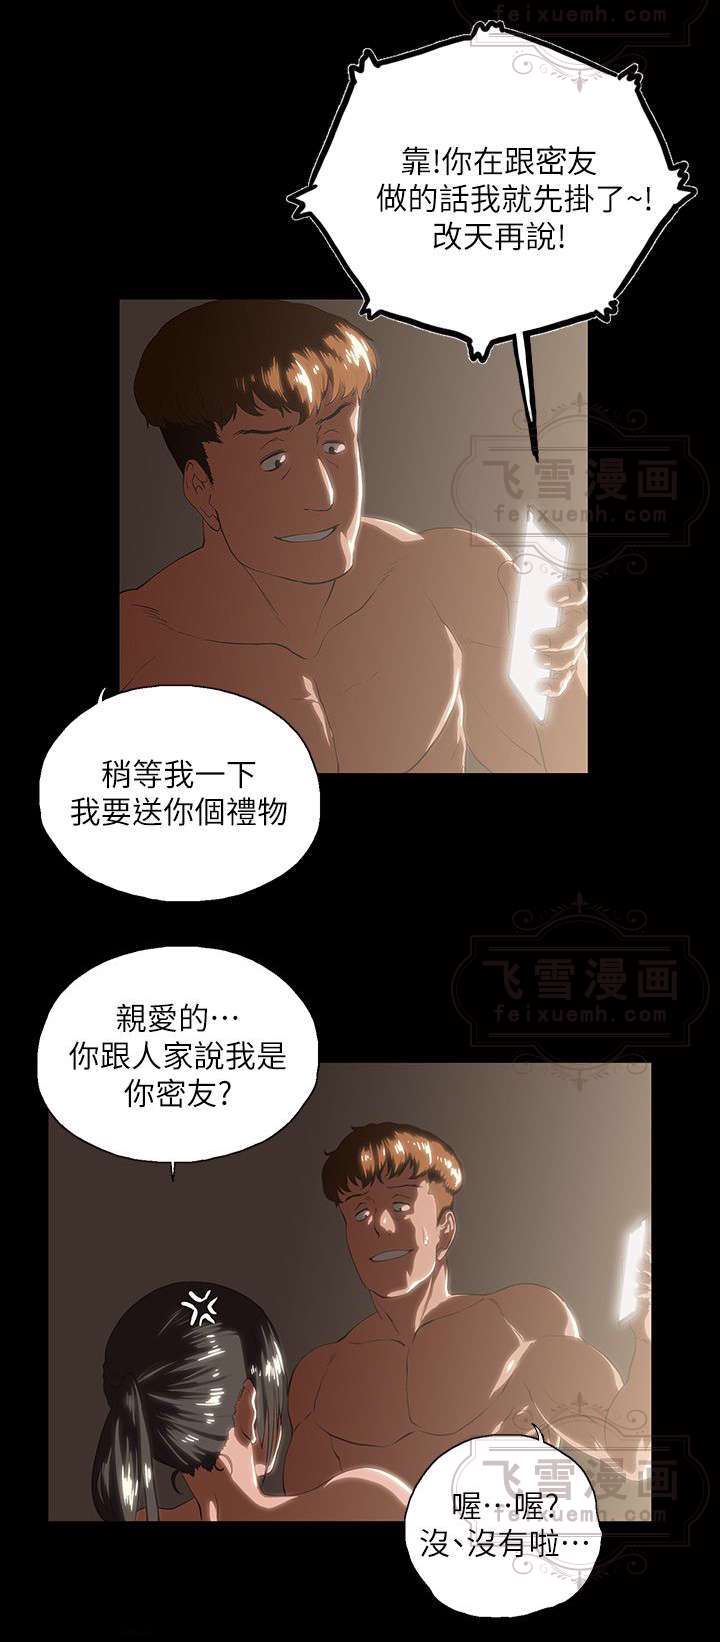 feixuemh.com
靠!你在跟密友
做的話我就先掛了~!
改天再說!
飞雪漫画
feixuemh.com
稍等我一下
我要送你個禮物
飞雪漫画
feixuemh.com
親愛的⋯
你跟人家說我是
你密友?
飞雪漫画
feixuemh.com
喔⋯喔?
沒、沒有啦⋯